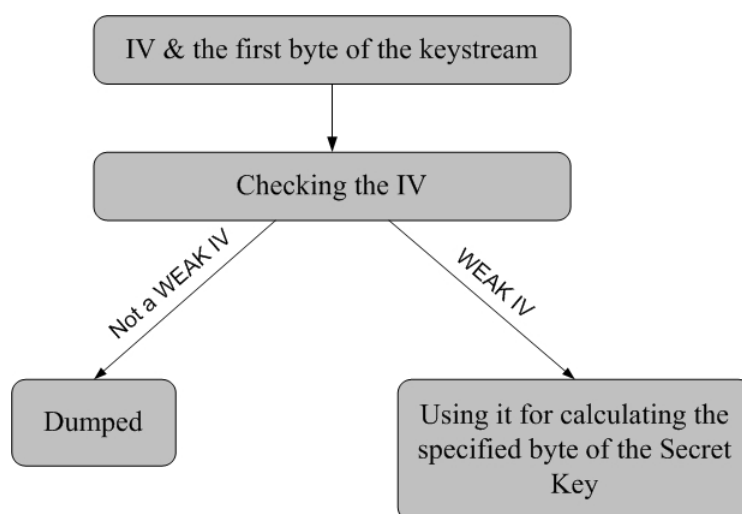 IV & the first byte of the keystream
Checking the IV
Not a WEAK IV
WEAK IV
Dumped
Using it for calculating the
specified byte of the Secret
Key